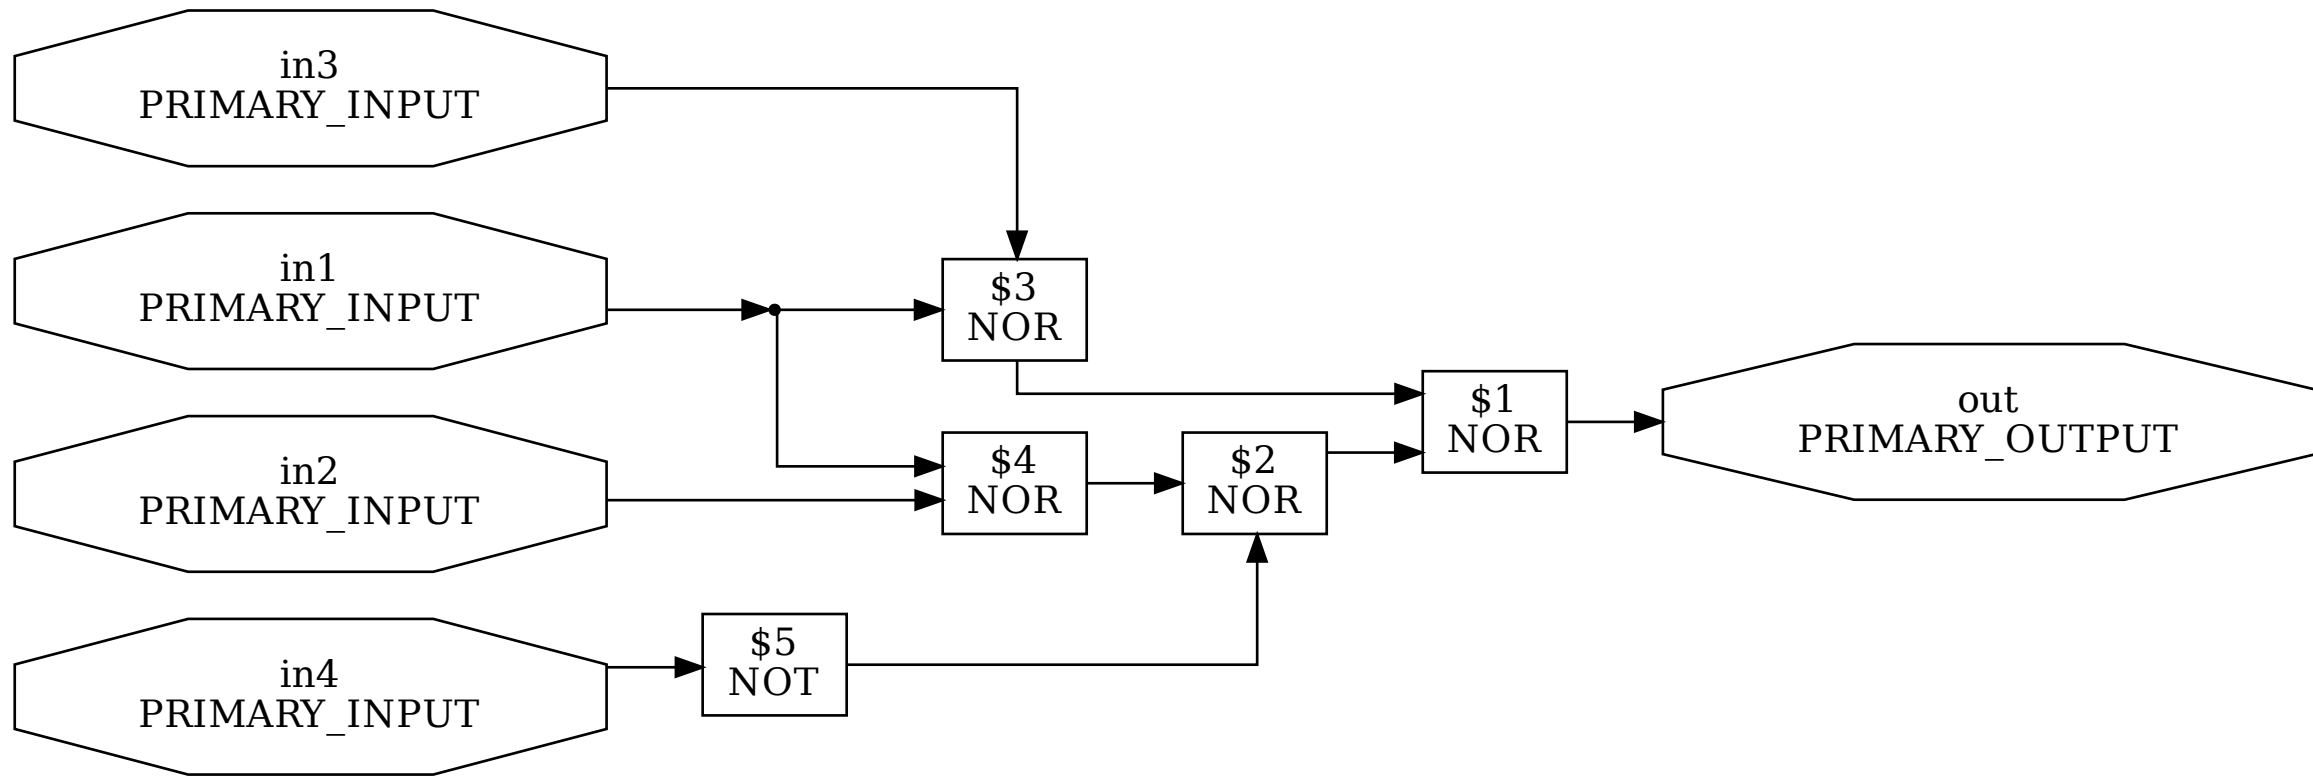 in3
PRIMARY_INPUT
in1
PRIMARY_INPUT
$3
NOR
in2
PRIMARY_INPUT
$4
NOR
$2
NOR
$1
NOR
out
PRIMARY_OUTPUT
in4
PRIMARY_INPUT
$5
NOT